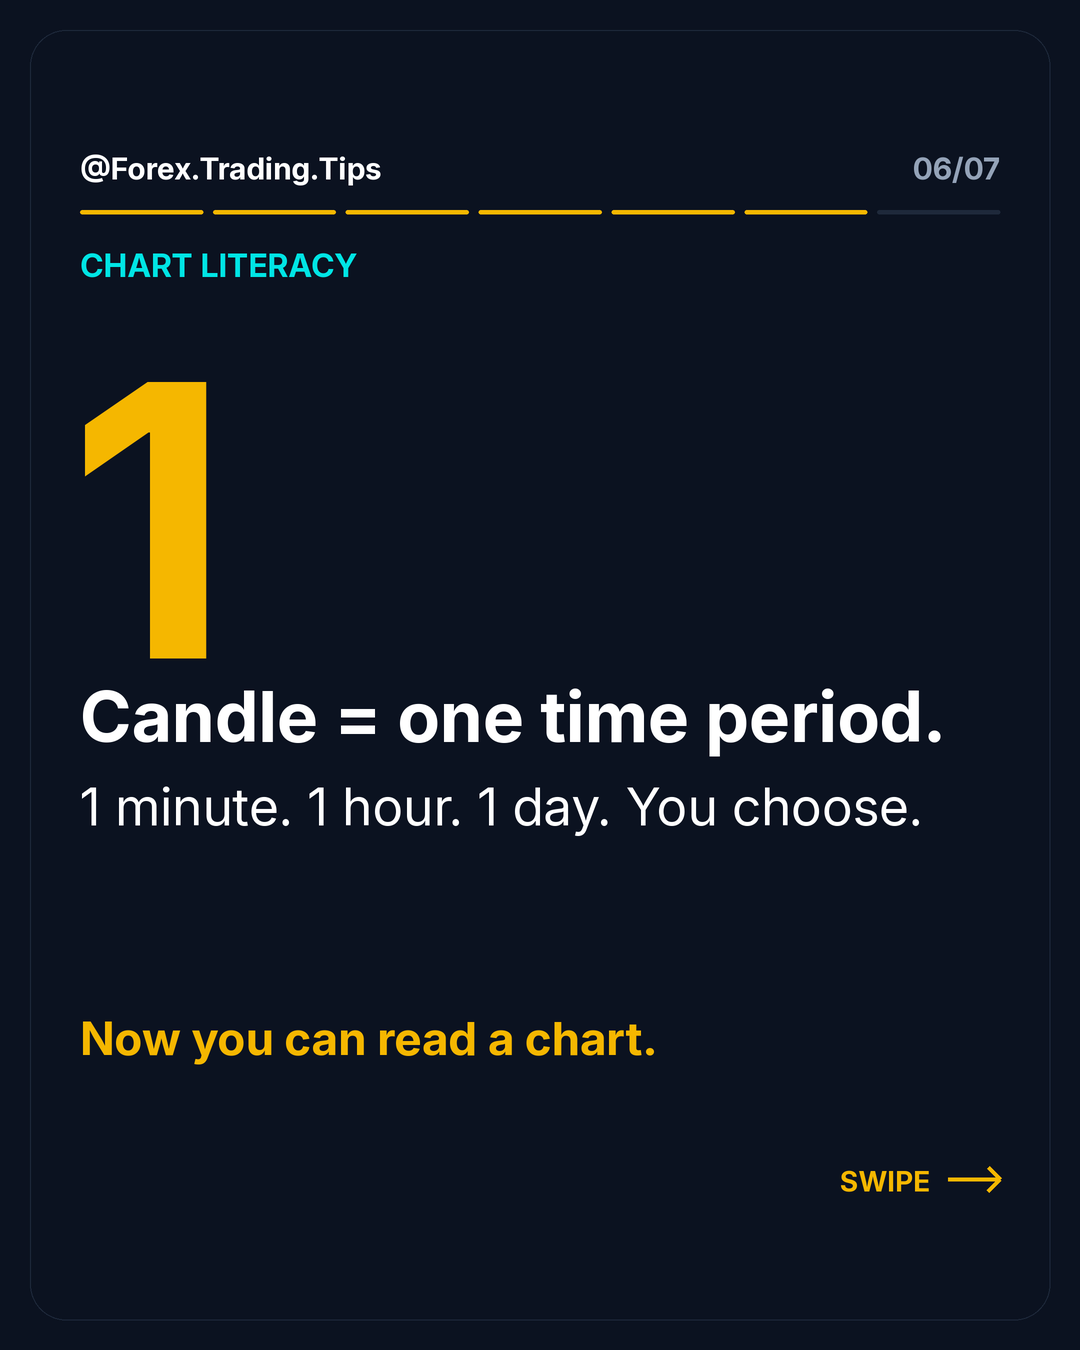 @Forex.Trading.Tips
06/07
CHART LITERACY
1
Candle = one time period.
1 minute. 1 hour. 1 day. You choose.
Now you can read a chart.
SWIPE →